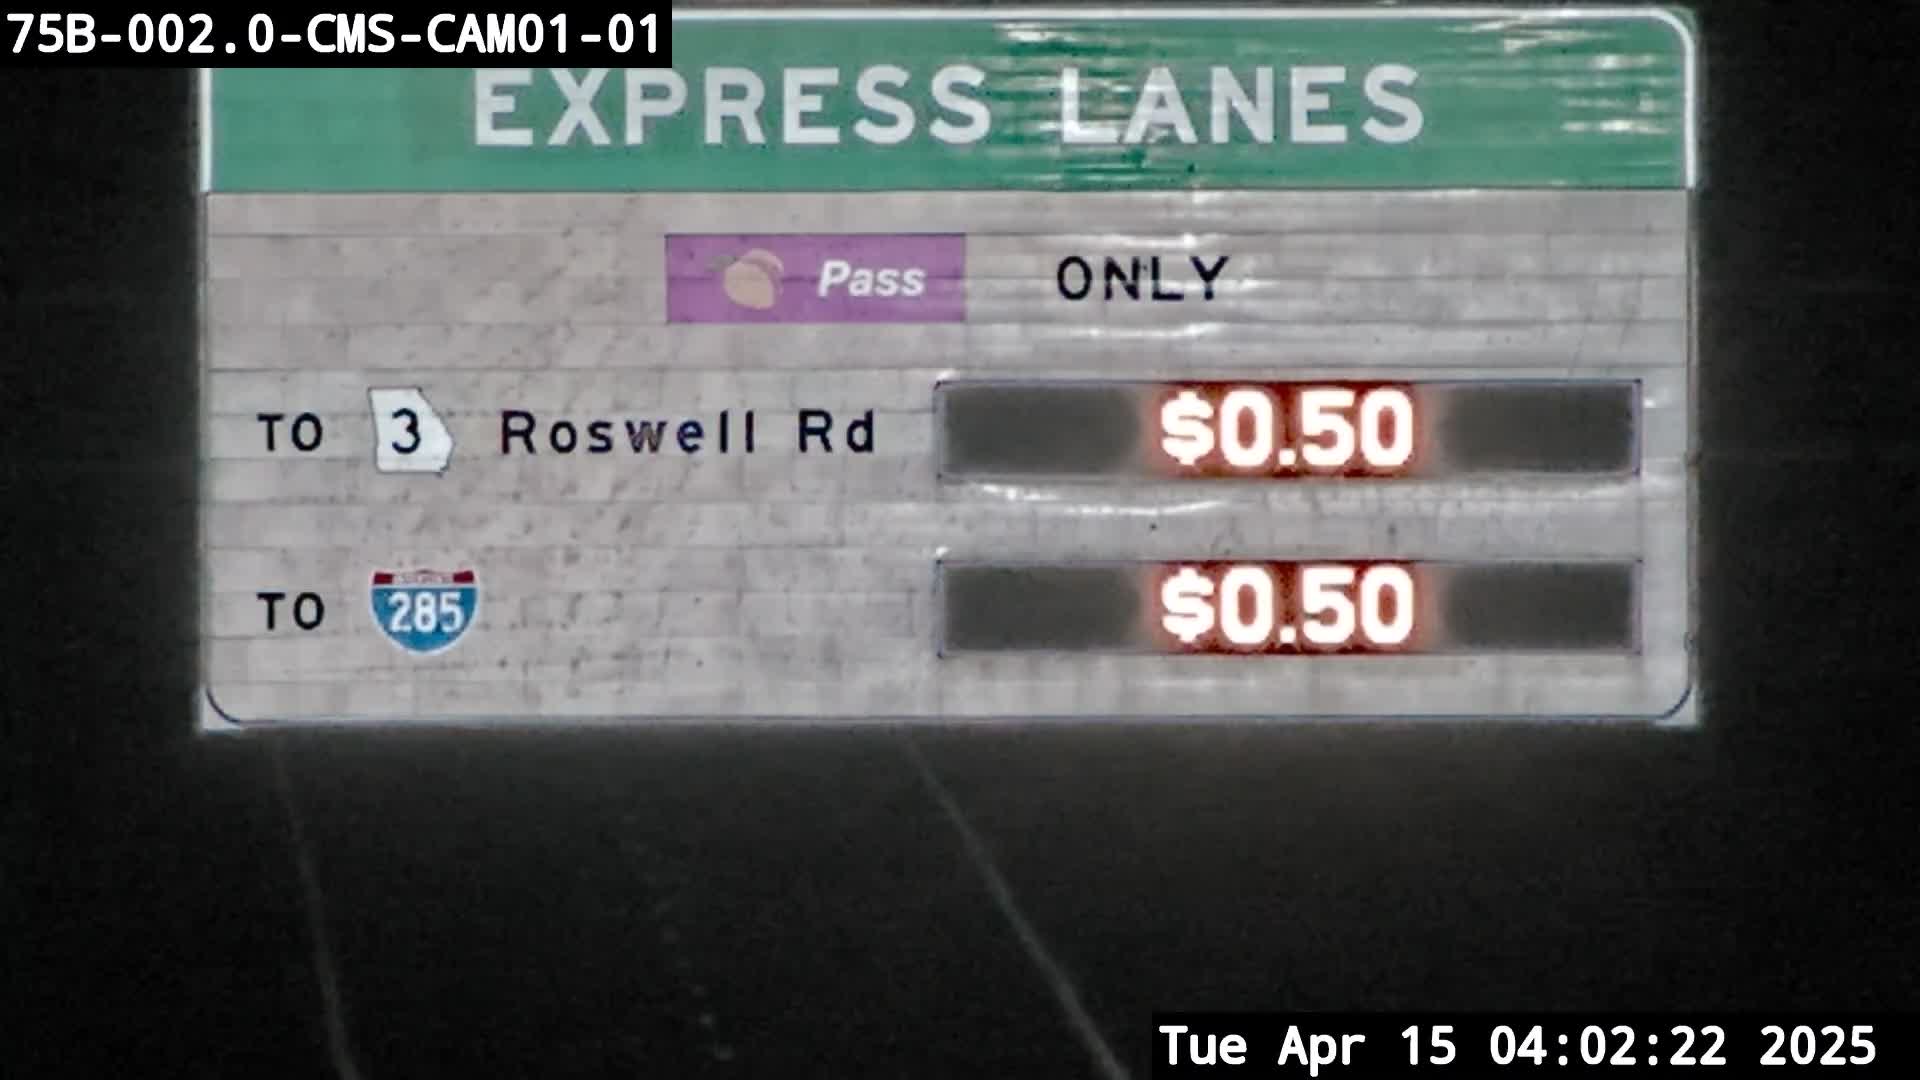 75B-002.0-CMS-CAM01-01
EXPRESS LANES
Pass ONLY
TO 3 Roswell Rd $0.50
TO 285 $0.50
Tue Apr 15 04:02:22 2025